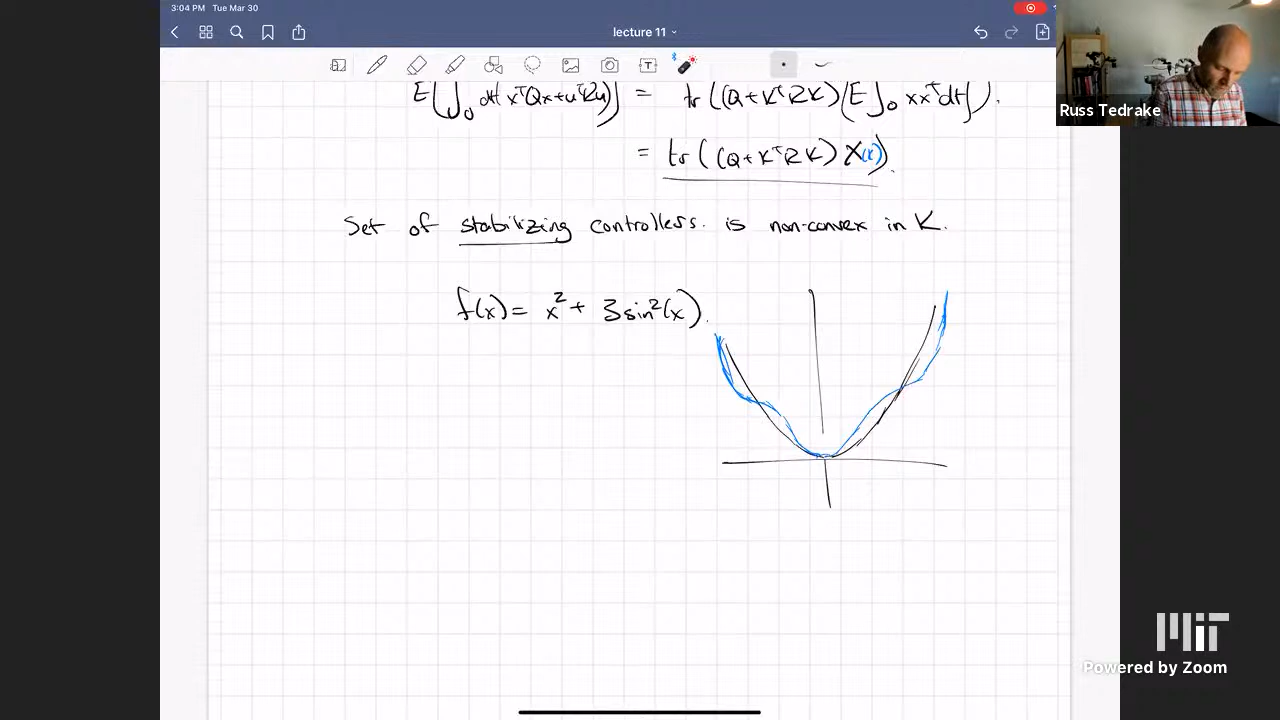 3:04 PM Tue Mar 30
lecture 11
E(∫₀ dt( xᵀQx + uᵀRu)) = tr((Q+KᵀRK)(E∫₀ xxᵀdt)).
= tr((Q+KᵀRK) X(K)).
Set of stabilizing controllers. is non-convex in K.
f(x) = x² + 3sin²(x).
Russ Tedrake
MIT
Powered by Zoom